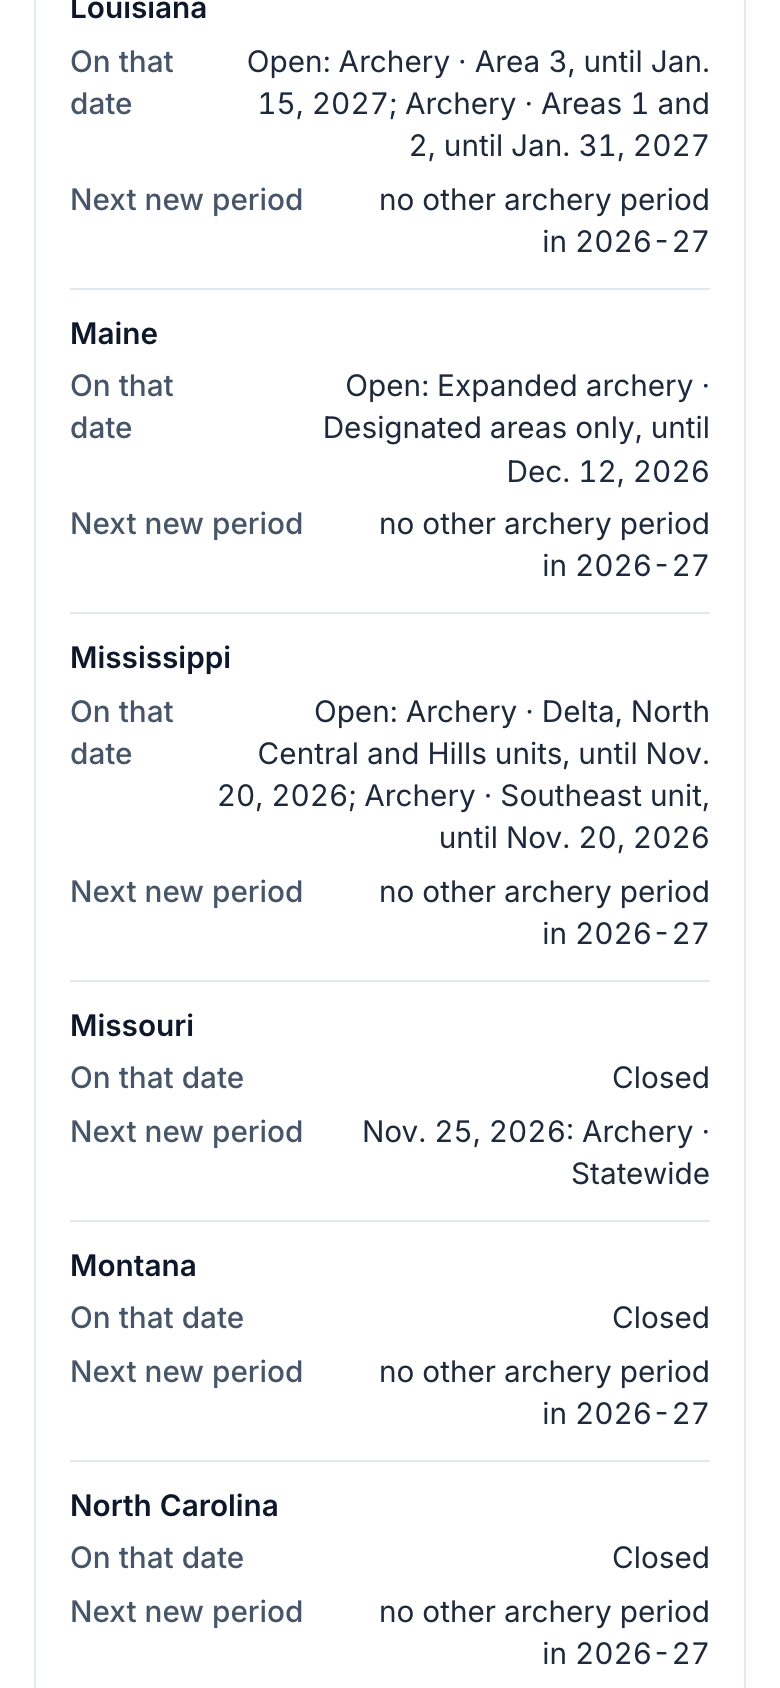 Louisiana
On that date
Open: Archery · Area 3, until Jan.
15, 2027; Archery · Areas 1 and
2, until Jan. 31, 2027
Next new period
no other archery period
in 2026-27
Maine
On that date
Open: Expanded archery ·
Designated areas only, until
Dec. 12, 2026
Next new period
no other archery period
in 2026-27
Mississippi
On that date
Open: Archery · Delta, North
Central and Hills units, until Nov.
20, 2026; Archery · Southeast unit,
until Nov. 20, 2026
Next new period
no other archery period
in 2026-27
Missouri
On that date
Closed
Next new period
Nov. 25, 2026: Archery ·
Statewide
Montana
On that date
Closed
Next new period
no other archery period
in 2026-27
North Carolina
On that date
Closed
Next new period
no other archery period
in 2026-27